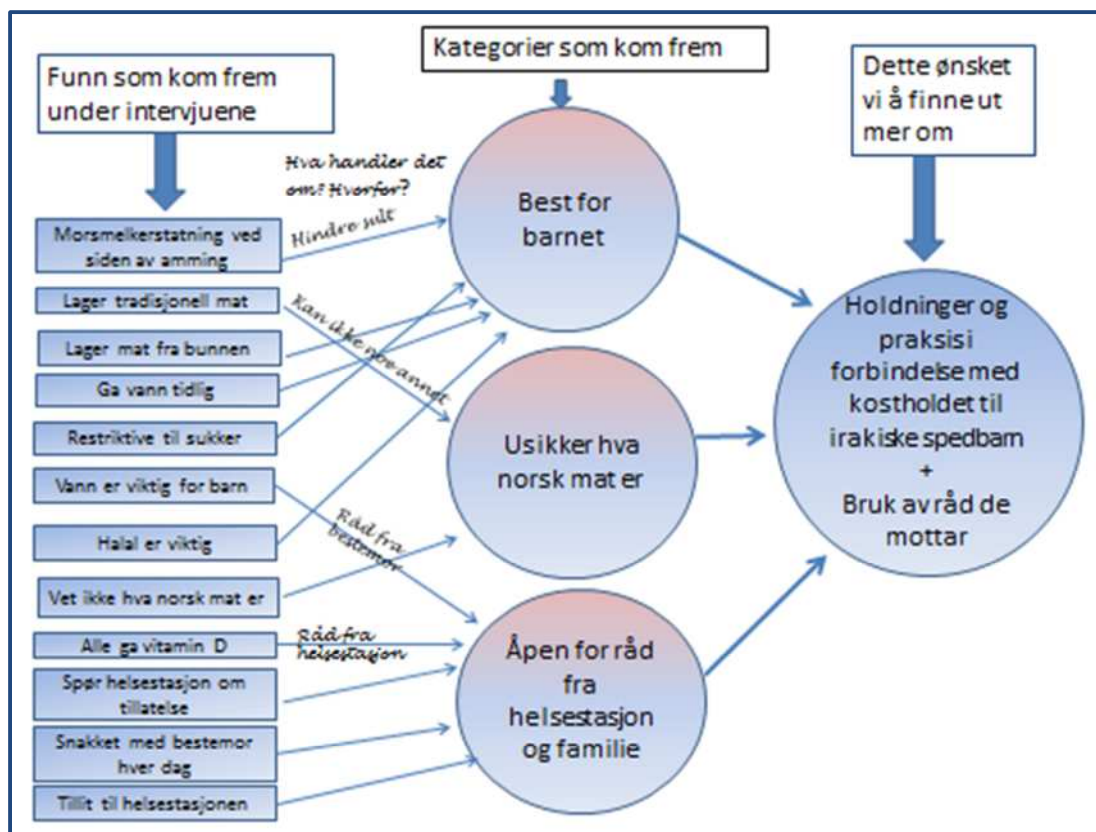 Funn som kom frem
under intervjuene
Kategorier som kom frem
Dette ønsket
vi å finne ut
mer om
Hva handler det
om? Hvorfor?
Hindre sult
Kan ikke noe annet
Råd fra
bestemor
Råd fra
helsestasjon
Morsmelkerstatning ved
siden av amming
Lager tradisjonell mat
Lager mat fra bunnen
Ga vann tidlig
Restriktive til sukker
Vann er viktig for barn
Halal er viktig
Vet ikke hva norsk mat er
Alle ga vitamin D
Spør helsestasjon om
tillatelse
Snakket med bestemor
hver dag
Tillit til helsestasjonen
Best for
barnet
Usikker hva
norsk mat er
Åpen for råd
fra
helsestasjon
og familie
Holdninger og
praksis i
forbindelse med
kostholdet til
irakiske spedbarn
+
Bruk av råd de
mottar